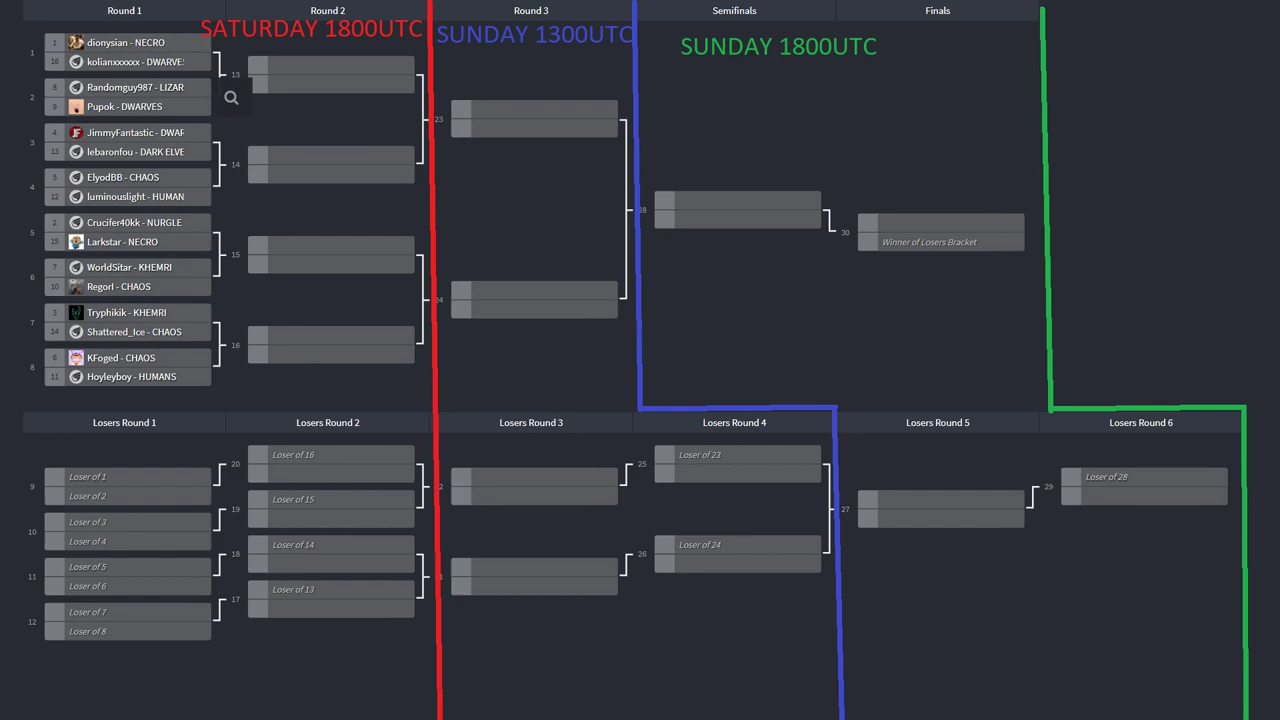 Round 1 Round 2 Round 3 Semifinals Finals
SATURDAY 1800UTC SUNDAY 1300UTC SUNDAY 1800UTC
1
1 dionysian - NECRO
16 kolianxxxxxx - DWARVES
2
8 Randomguy987 - LIZAR
9 Pupok - DWARVES
3
4 JimmyFantastic - DWAR
13 lebaronfou - DARK ELVE
4
5 ElyodBB - CHAOS
12 luminouslight - HUMAN
5
2 Crucifer40kk - NURGLE
15 Larkstar - NECRO
6
7 WorldSitar - KHEMRI
10 Regorl - CHAOS
7
3 Tryphikik - KHEMRI
14 Shattered_Ice - CHAOS
8
6 KFoged - CHAOS
11 Hoyleyboy - HUMANS
13
14
15
16
23
24
28
30
Winner of Losers Bracket
Losers Round 1 Losers Round 2 Losers Round 3 Losers Round 4 Losers Round 5 Losers Round 6
9
Loser of 1
Loser of 2
10
Loser of 3
Loser of 4
11
Loser of 5
Loser of 6
12
Loser of 7
Loser of 8
20
Loser of 16
19
Loser of 15
18
Loser of 14
17
Loser of 13
25
Loser of 23
26
Loser of 24
27
29
Loser of 28